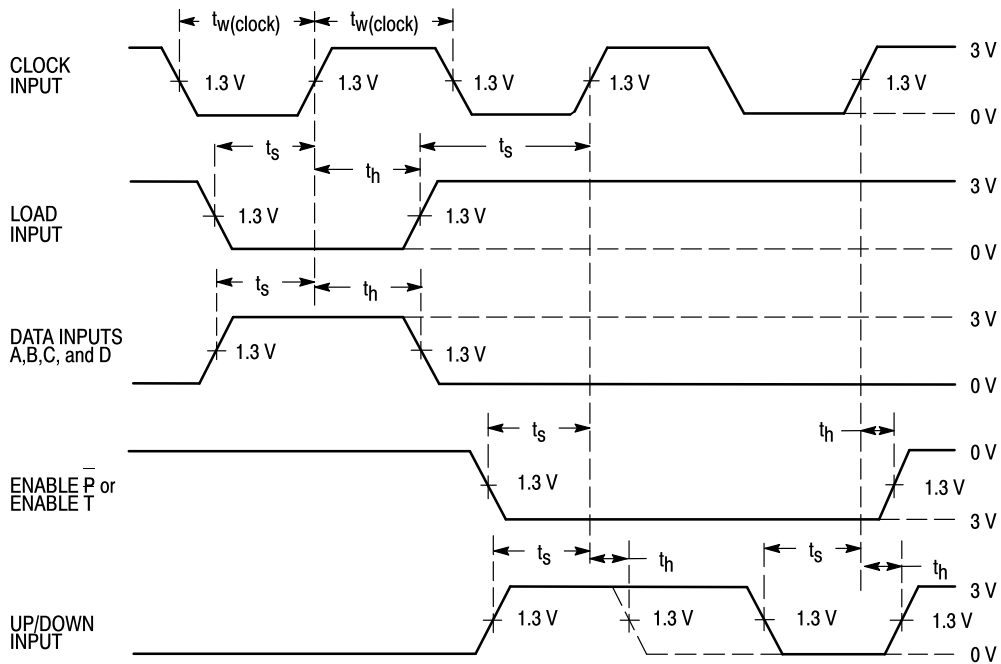 tw(clock) tw(clock)
CLOCK
INPUT
1.3 V 1.3 V 1.3 V 1.3 V 1.3 V
3 V
0 V
ts th ts
LOAD
INPUT
1.3 V 1.3 V
3 V
0 V
ts th
DATA INPUTS
A,B,C, and D
1.3 V 1.3 V
3 V
0 V
ts th
ENABLE P̅ or
ENABLE T̅
1.3 V 1.3 V
0 V
3 V
ts th ts th
UP/DOWN
INPUT
1.3 V 1.3 V 1.3 V 1.3 V
3 V
0 V